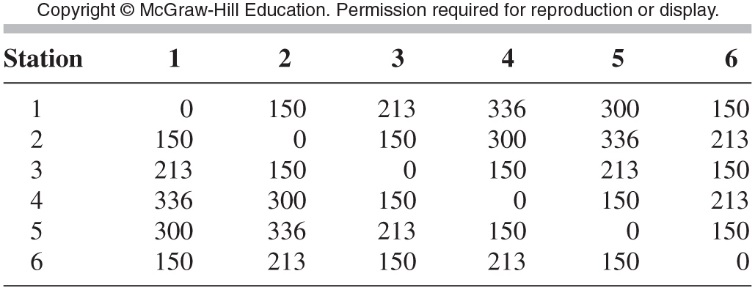 Copyright © McGraw-Hill Education. Permission required for reproduction or display.
Station 1 2 3 4 5 6
1 0 150 213 336 300 150
2 150 0 150 300 336 213
3 213 150 0 150 213 150
4 336 300 150 0 150 213
5 300 336 213 150 0 150
6 150 213 150 213 150 0